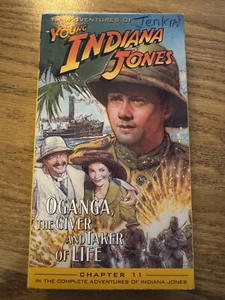 THE ADVENTURES OF
Jenkins
YOUNG
INDIANA
JONES
OGANGA,
THE GIVER
AND TAKER
OF LIFE
CHAPTER 11
IN THE COMPLETE ADVENTURES OF INDIANA JONES